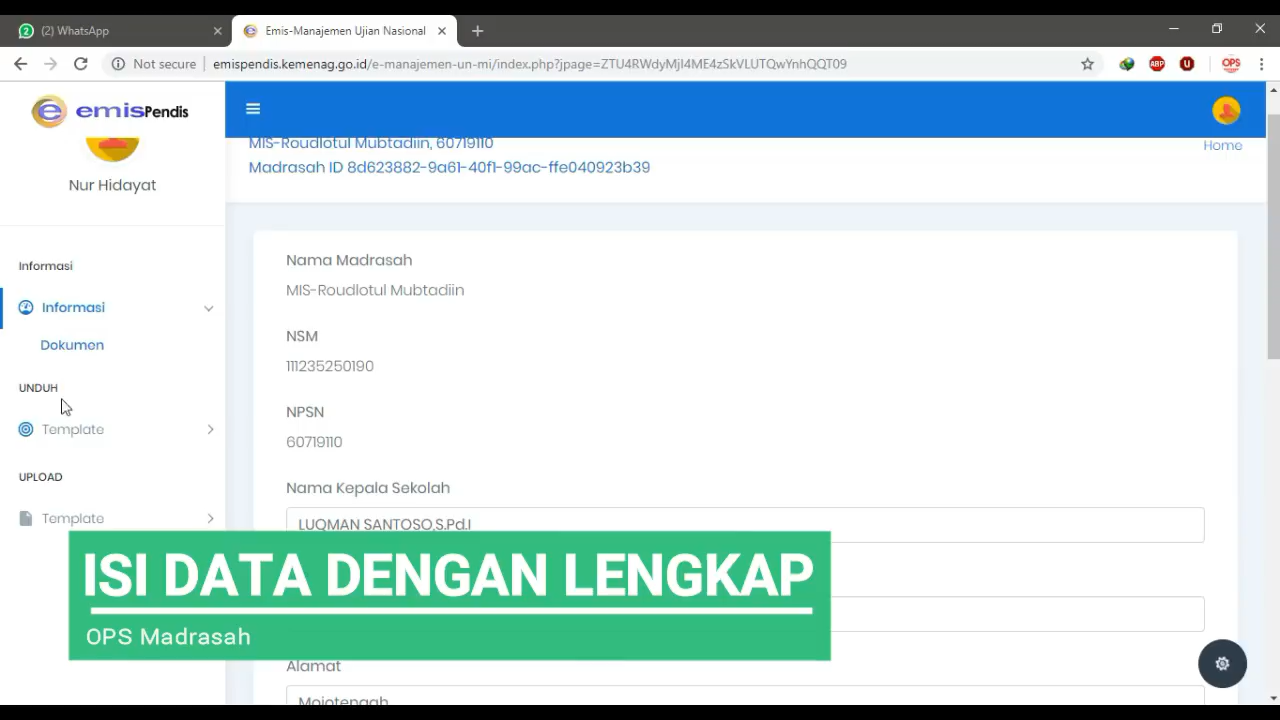 (2) WhatsApp
Emis-Manajemen Ujian Nasional
Not secure
emispendis.kemenag.go.id/e-manajemen-un-mi/index.php?jpage=ZTU4RWdyMjI4ME4zSkVLUTQwYnhQQT09
emisPendis
MIS-Roudlotul Mubtadiin, 60719110
Home
Madrasah ID 8d623882-9a61-40f1-99ac-ffe040923b39
Nur Hidayat
Informasi
Informasi
Dokumen
UNDUH
Template
UPLOAD
Template
Nama Madrasah
MIS-Roudlotul Mubtadiin
NSM
111235250190
NPSN
60719110
Nama Kepala Sekolah
LUQMAN SANTOSO,S.Pd.I
ISI DATA DENGAN LENGKAP
OPS Madrasah
Alamat
Mojotengah